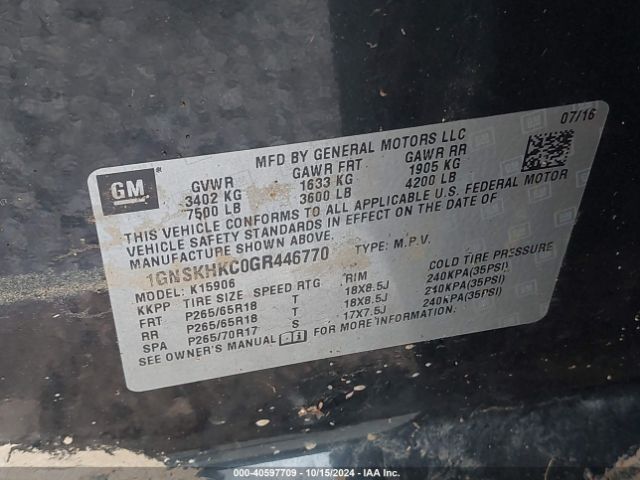 07/16
MFD BY GENERAL MOTORS LLC
GM
GVWR GAWR FRT GAWR RR
3402 KG 1633 KG 1905 KG
7500 LB 3600 LB 4200 LB
THIS VEHICLE CONFORMS TO ALL APPLICABLE U.S. FEDERAL MOTOR
VEHICLE SAFETY STANDARDS IN EFFECT ON THE DATE OF
MANUFACTURE SHOWN ABOVE.
1GNSKHKC0GR446770 TYPE: M.P.V.
MODEL: K15906
KKPP TIRE SIZE SPEED RTG RIM COLD TIRE PRESSURE
FRT P265/65R18 T 18X8.5J 240KPA(35PSI)
RR P265/65R18 T 18X8.5J 240KPA(35PSI)
SPA P265/70R17 S 17X7.5J 240KPA(35PSI)
SEE OWNER'S MANUAL FOR MORE INFORMATION.
000-40597709 - 10/15/2024 - IAA Inc.